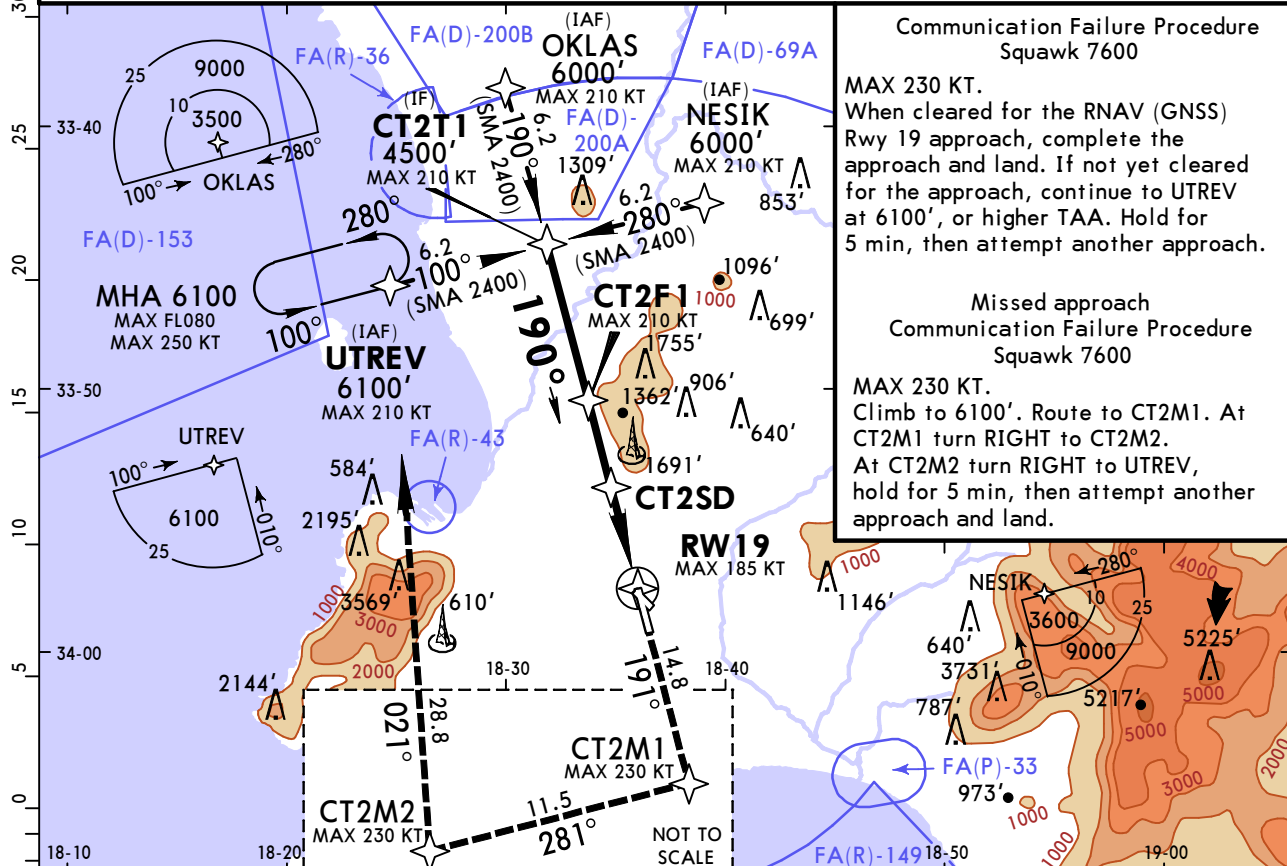 Communication Failure Procedure
Squawk 7600
MAX 230 KT.
When cleared for the RNAV (GNSS)
Rwy 19 approach, complete the
approach and land. If not yet cleared
for the approach, continue to UTREV
at 6100', or higher TAA. Hold for
5 min, then attempt another approach.
Missed approach
Communication Failure Procedure
Squawk 7600
MAX 230 KT.
Climb to 6100'. Route to CT2M1. At
CT2M1 turn RIGHT to CT2M2.
At CT2M2 turn RIGHT to UTREV,
hold for 5 min, then attempt another
approach and land.
FA(D)-200B
FA(R)-36
FA(D)-69A
(IAF)
OKLAS
6000'
MAX 210 KT
(IAF)
NESIK
6000'
MAX 210 KT
25
9000
10
3500
100°
280°
OKLAS
(IF)
CT2T1
4500'
MAX 210 KT
190°
6.2
(SMA 2400)
FA(D)-
200A
1309'
853'
25
33-40
FA(D)-153
280°
6.2
100°
(SMA 2400)
6.2
280°
(SMA 2400)
20
MHA 6100
MAX FL080
MAX 250 KT
100°
(IAF)
UTREV
6100'
MAX 210 KT
190°
CT2F1
MAX 210 KT
1096'
1000
699'
1755'
15
33-50
1362'
906'
640'
1691'
UTREV
100°
6100
010°
25
FA(R)-43
584'
2195'
CT2SD
10
RW19
MAX 185 KT
1000
1146'
3569'
610'
1000
3000
2000
5
34-00
2144'
18-30
18-40
191°
14.8
021°
28.8
CT2M1
MAX 230 KT
11.5
281°
CT2M2
MAX 230 KT
NOT TO
SCALE
0
18-10
18-20
NESIK
280°
10
25
3600
9000
010°
4000
5225'
5000
640'
3731'
787'
5217'
5000
3000
2000
FA(P)-33
973'
1000
1000
FA(R)-149
18-50
19-00